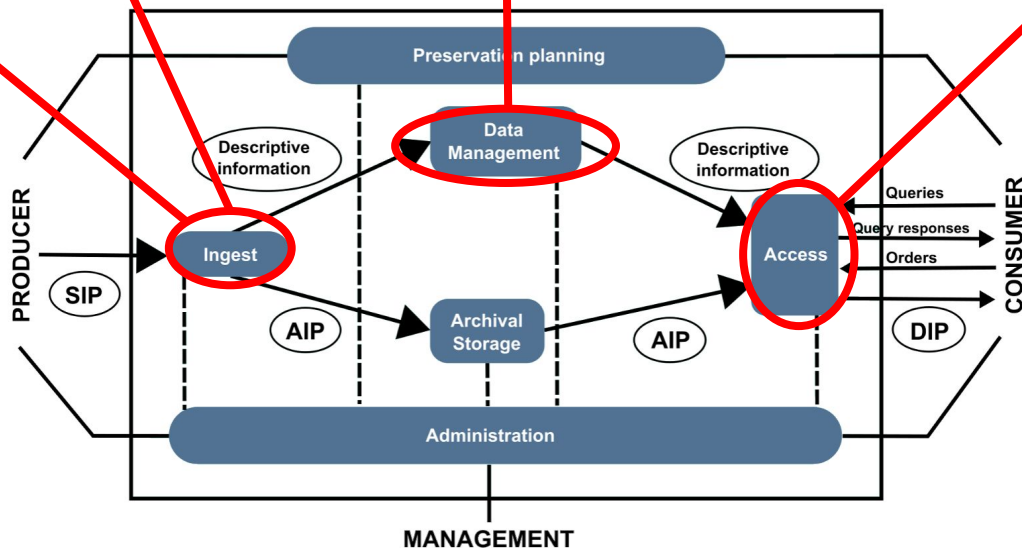 Preservation planning
Data
Management
Descriptive
information
Descriptive
information
Queries
Query responses
Orders
Ingest
Access
PRODUCER
CONSUMER
SIP
AIP
Archival
Storage
AIP
DIP
Administration
MANAGEMENT